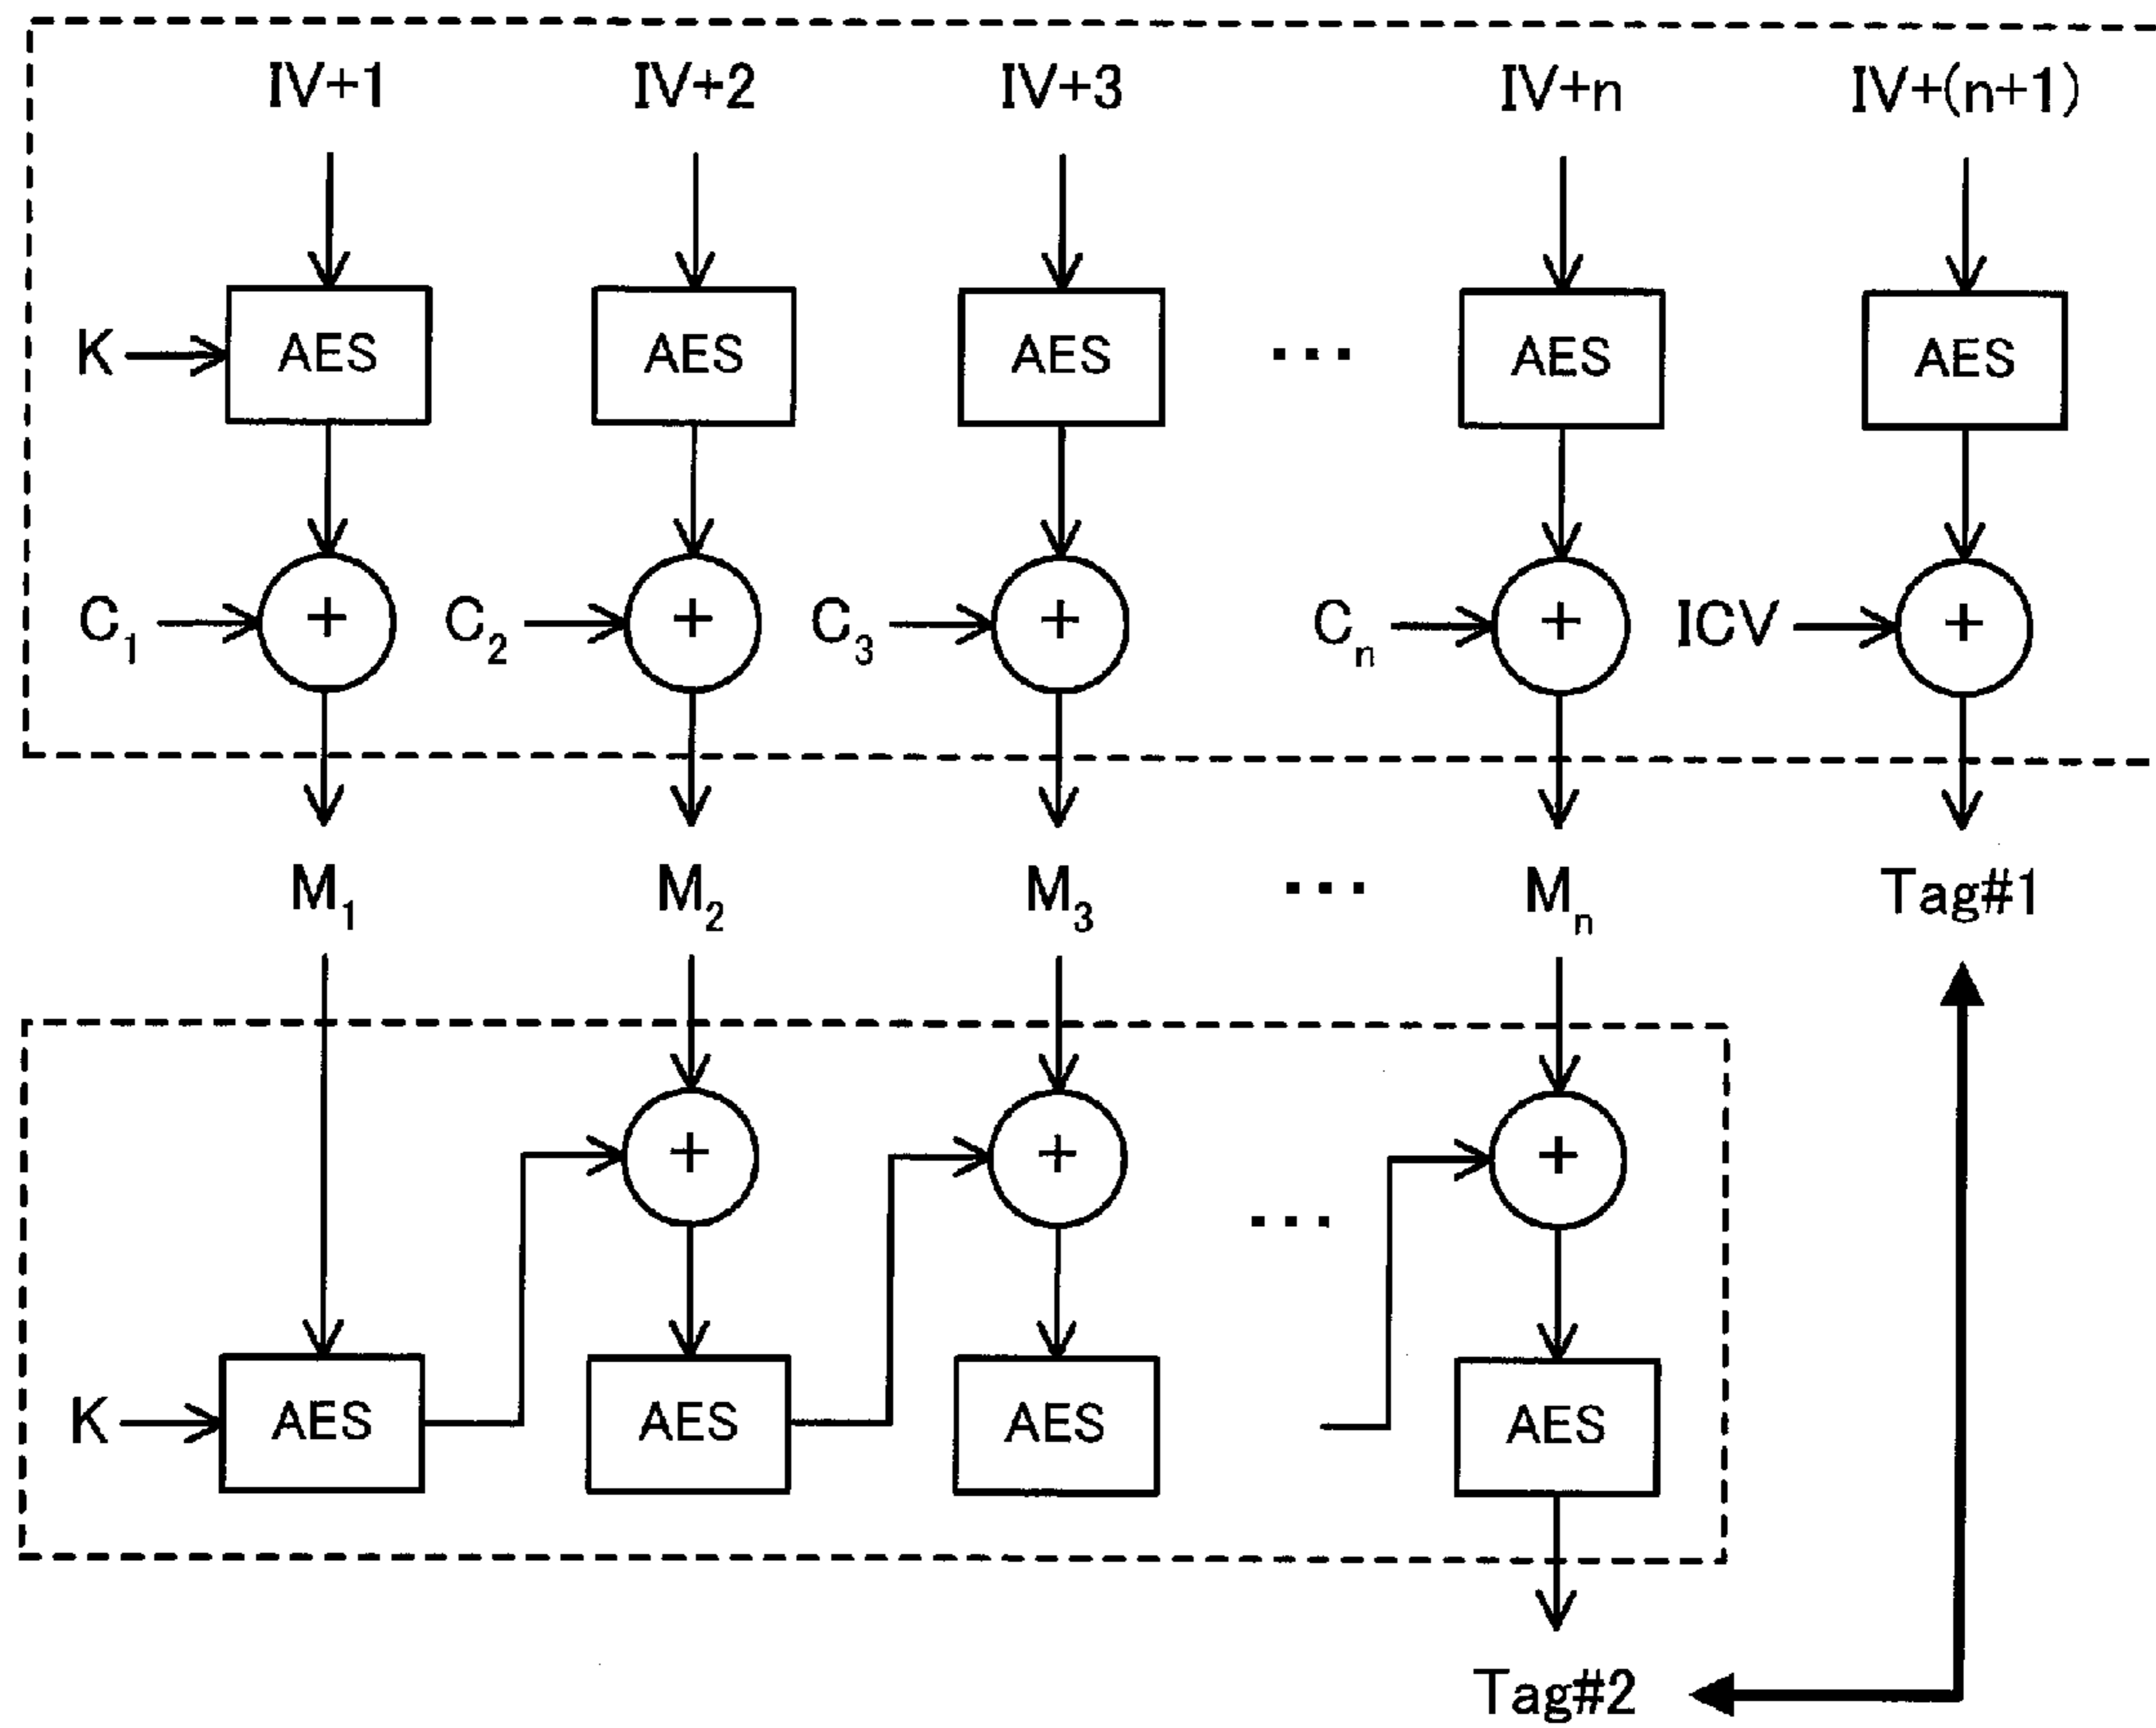 IV+1 IV+2 IV+3 IV+n IV+(n+1)
K AES AES AES ... AES AES
C1 + C2 + C3 + Cn + ICV +
M1 M2 M3 ... Mn Tag#1
+ + ... +
K AES AES AES AES
Tag#2